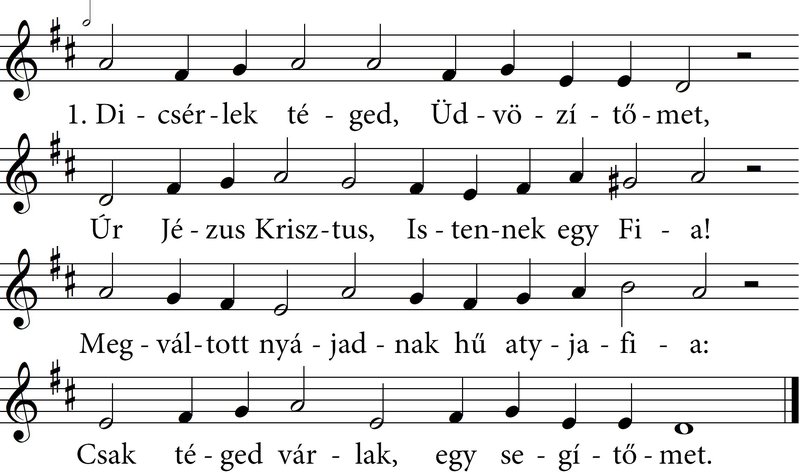 1. Di - csér - lek té - ged, Üd - vö - zí - tő - met,
Úr Jé - zus Krisz - tus, Is - ten - nek egy Fi - a!
Meg - vál - tott nyá - jad - nak hű aty - ja - fi - a:
Csak té - ged vár - lak, egy se - gí - tő - met.